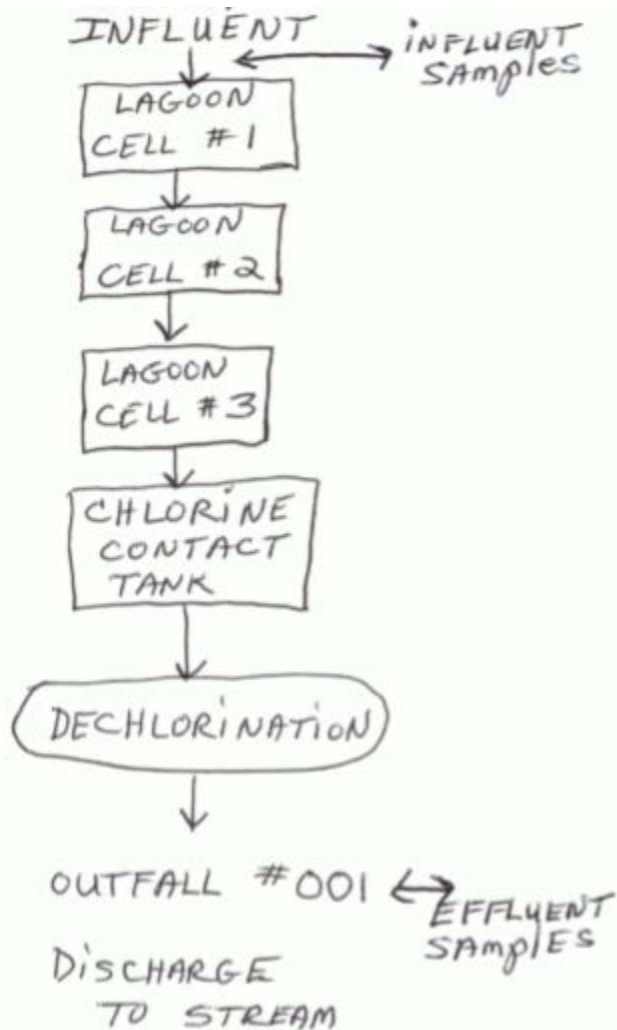 INFLUENT
iNFLUENT
SAmples
LAGOON
CELL #1
LAGOON
CELL #2
LAGOON
CELL #3
CHLORiNE
CONTACT
TANK
DECHLORiNATiON
OUTFALL #001
EFFLUENT
SAmplES
DiSCHARGE
TO STREAM